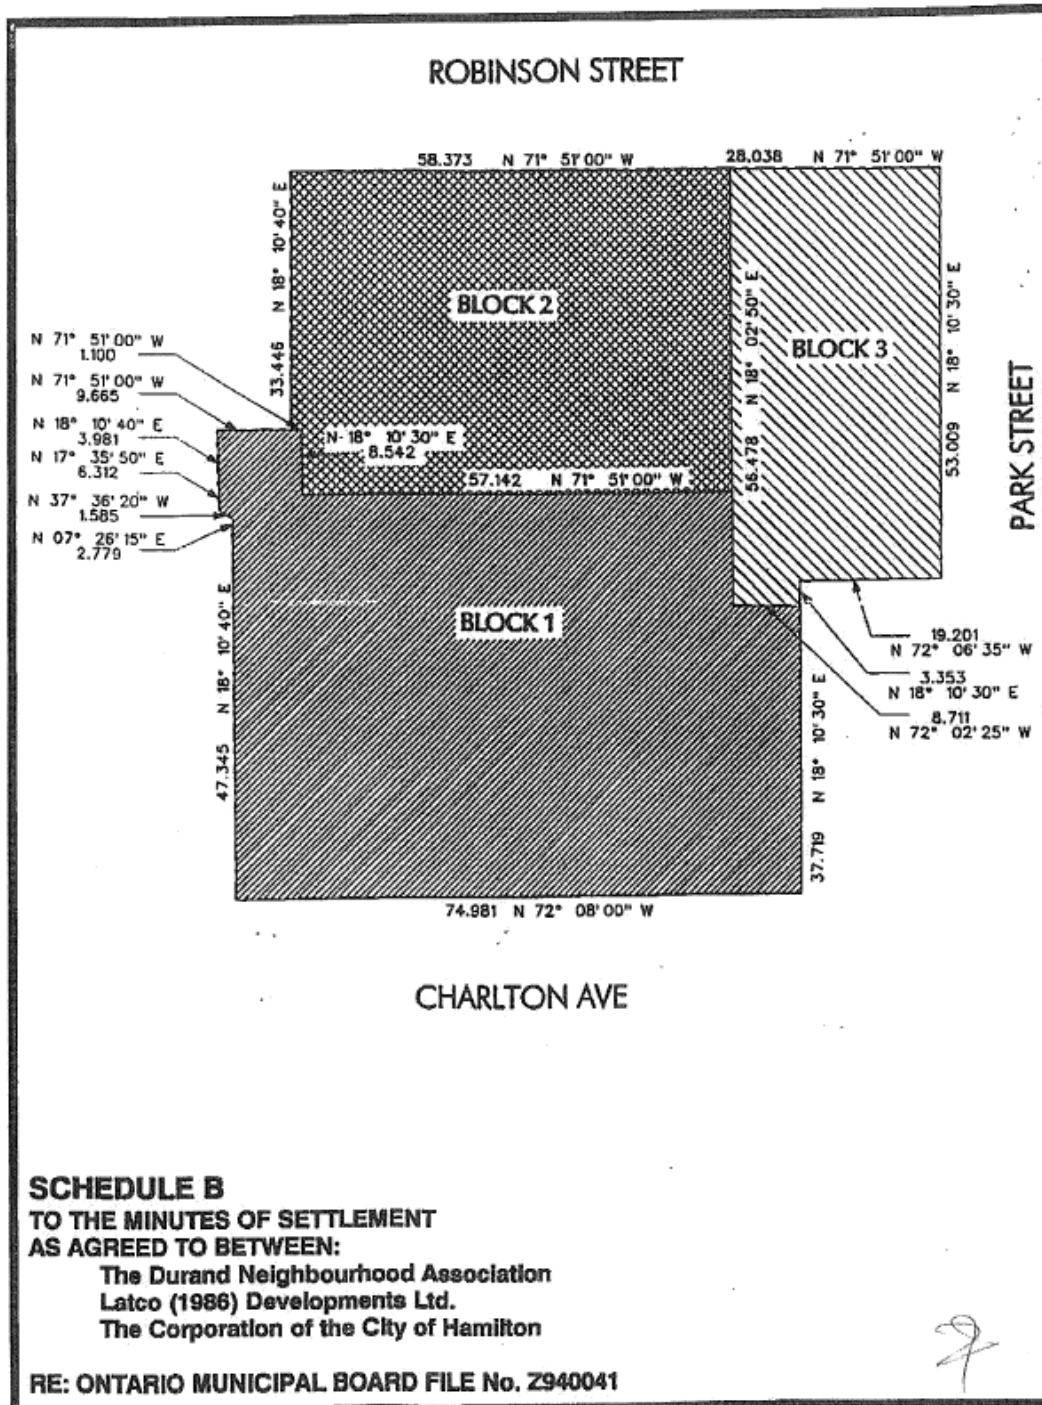 ROBINSON STREET
58.373 N 71° 51' 00" W
28.038 N 71° 51' 00" W
33.446 N 18° 10' 40" E
BLOCK 2
56.478 N 18° 02' 50" E
BLOCK 3
53.009 N 18° 10' 30" E
PARK STREET
N 71° 51' 00" W
1.100
N 71° 51' 00" W
9.665
N 18° 10' 40" E
3.981
N 17° 35' 50" E
6.312
N 37° 36' 20" W
1.585
N 07° 26' 15" E
2.779
N 18° 10' 30" E
8.542
57.142 N 71° 51' 00" W
47.345 N 18° 10' 40" E
BLOCK 1
19.201
N 72° 06' 35" W
3.353
N 18° 10' 30" E
8.711
N 72° 02' 25" W
37.719 N 18° 10' 30" E
74.981 N 72° 08' 00" W
CHARLTON AVE
SCHEDULE B
TO THE MINUTES OF SETTLEMENT
AS AGREED TO BETWEEN:
The Durand Neighbourhood Association
Latco (1986) Developments Ltd.
The Corporation of the City of Hamilton
RE: ONTARIO MUNICIPAL BOARD FILE No. Z940041